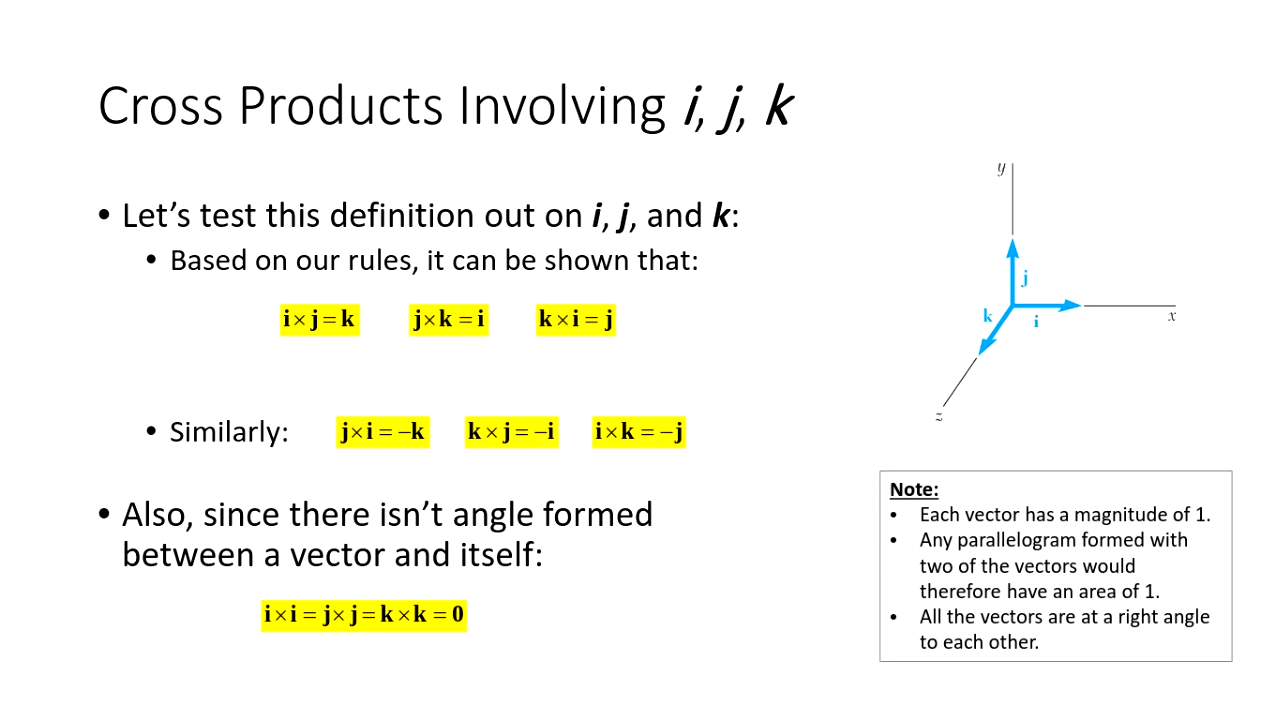 Cross Products Involving i, j, k
• Let’s test this definition out on i, j, and k:
• Based on our rules, it can be shown that:
i × j = k j × k = i k × i = j
• Similarly: j × i = −k k × j = −i i × k = −j
• Also, since there isn’t angle formed
between a vector and itself:
i × i = j × j = k × k = 0
y
j
k
i
x
z
Note:
• Each vector has a magnitude of 1.
• Any parallelogram formed with
two of the vectors would
therefore have an area of 1.
• All the vectors are at a right angle
to each other.